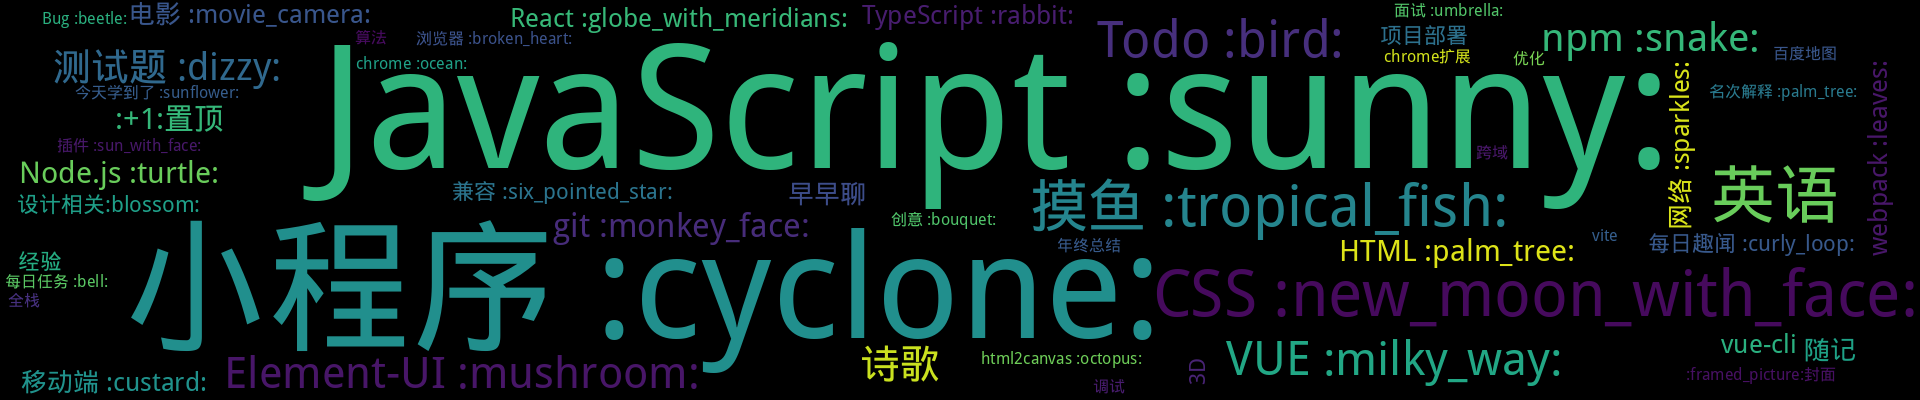 Bug :beetle:
电影 :movie_camera:
React :globe_with_meridians:
TypeScript :rabbit:
面试 :umbrella:
算法
浏览器 :broken_heart:
Todo :bird:
项目部署
npm :snake:
测试题 :dizzy:
chrome :ocean:
chrome扩展
优化
百度地图
今天学到了 :sunflower:
JavaScript :sunny:
网络 :sparkles:
名次解释 :palm_tree:
:+1:置顶
插件 :sun_with_face:
跨域
webpack :leaves:
Node.js :turtle:
兼容 :six_pointed_star:
早早聊
摸鱼 :tropical_fish:
英语
设计相关:blossom:
git :monkey_face:
创意 :bouquet:
年终总结
HTML :palm_tree:
vite
每日趣闻 :curly_loop:
经验
每日任务 :bell:
全栈
小程序 :cyclone:
CSS :new_moon_with_face:
移动端 :custard:
Element-UI :mushroom:
诗歌
html2canvas :octopus:
调试
3D
VUE :milky_way:
vue-cli
随记
:framed_picture:封面